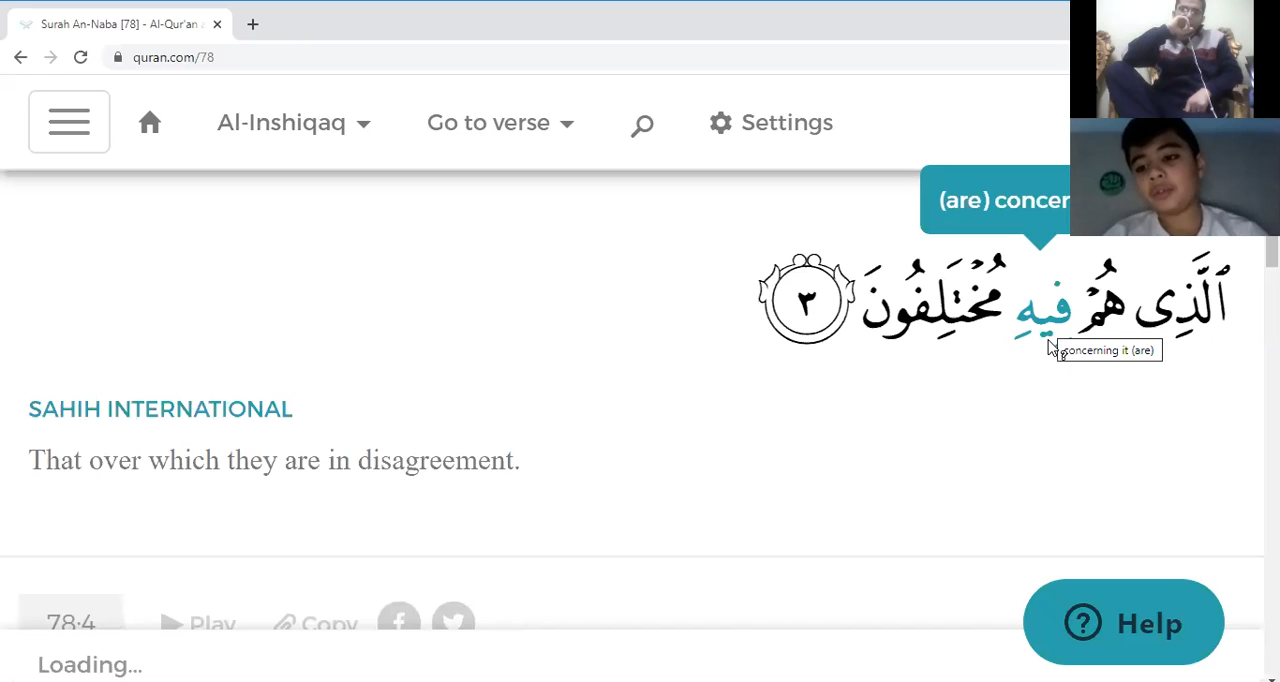 Surah An-Naba [78] - Al-Qur'an
quran.com/78
Al-Inshiqaq Go to verse Settings
(are)
ٱلَّذِى هُمْ فِيهِ مُخْتَلِفُونَ ٣
concerning it (are)
SAHIH INTERNATIONAL
That over which they are in disagreement.
78:4 Play Copy
? Help
Loading...